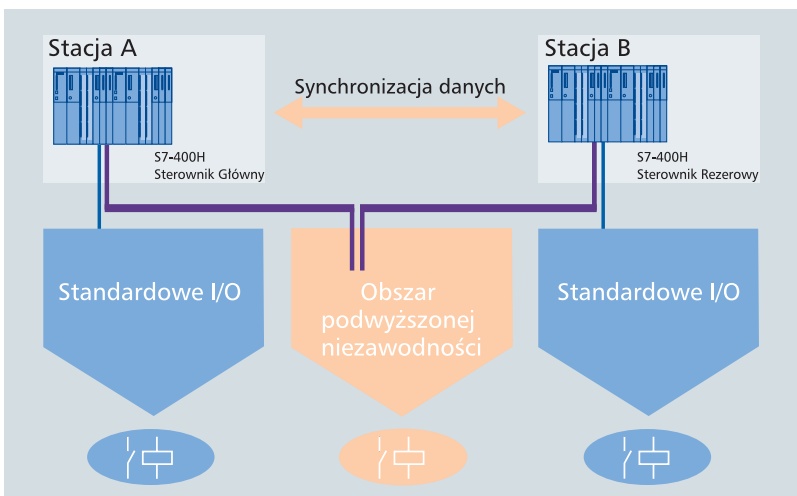 Stacja A
Stacja B
Synchronizacja danych
S7-400H
Sterownik Główny
S7-400H
Sterownik Rezerowy
Standardowe I/O
Obszar
podwyższonej
niezawodności
Standardowe I/O